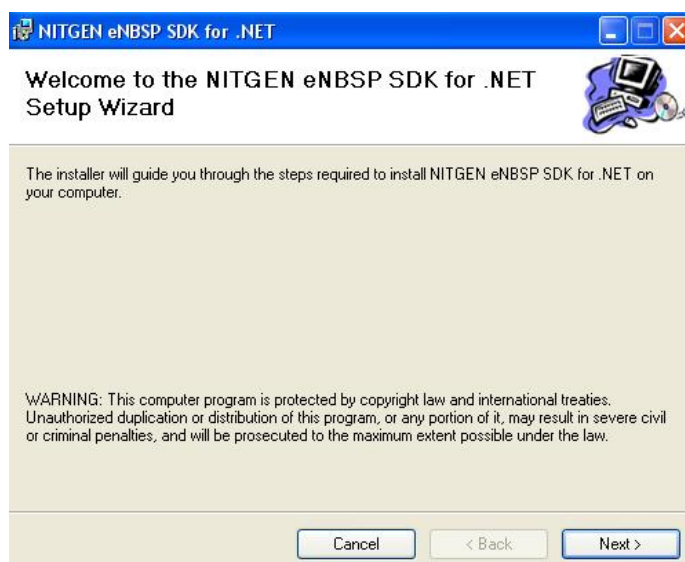 NITGEN eNBSP SDK for .NET
Welcome to the NITGEN eNBSP SDK for .NET
Setup Wizard
The installer will guide you through the steps required to install NITGEN eNBSP SDK for .NET on
your computer.
WARNING: This computer program is protected by copyright law and international treaties.
Unauthorized duplication or distribution of this program, or any portion of it, may result in severe civil
or criminal penalties, and will be prosecuted to the maximum extent possible under the law.
Cancel
< Back
Next >